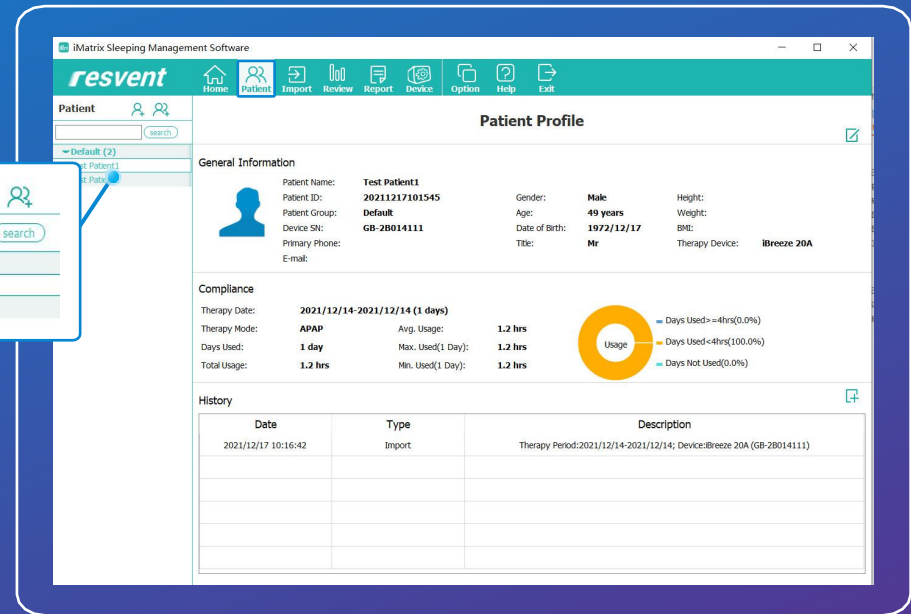 iMatrix Sleeping Management Software
resvent
Home Patient Import Review Report Device Option Help Exit
Patient
search
Default (2)
st Patient1
st Patie
search
Patient Profile
General Information
Patient Name: Test Patient1
Patient ID: 20211217101545 Gender: Male Height:
Patient Group: Default Age: 49 years Weight:
Device SN: GB-2B014111 Date of Birth: 1972/12/17 BMI:
Primary Phone: Title: Mr Therapy Device: iBreeze 20A
E-mail:
Compliance
Therapy Date: 2021/12/14-2021/12/14 (1 days)
Therapy Mode: APAP Avg. Usage: 1.2 hrs
Days Used: 1 day Max. Used(1 Day): 1.2 hrs
Total Usage: 1.2 hrs Min. Used(1 Day): 1.2 hrs
Usage
Days Used>=4hrs(0.0%)
Days Used<4hrs(100.0%)
Days Not Used(0.0%)
History
Date Type Description
2021/12/17 10:16:42 Import Therapy Period:2021/12/14-2021/12/14; Device:iBreeze 20A (GB-2B014111)